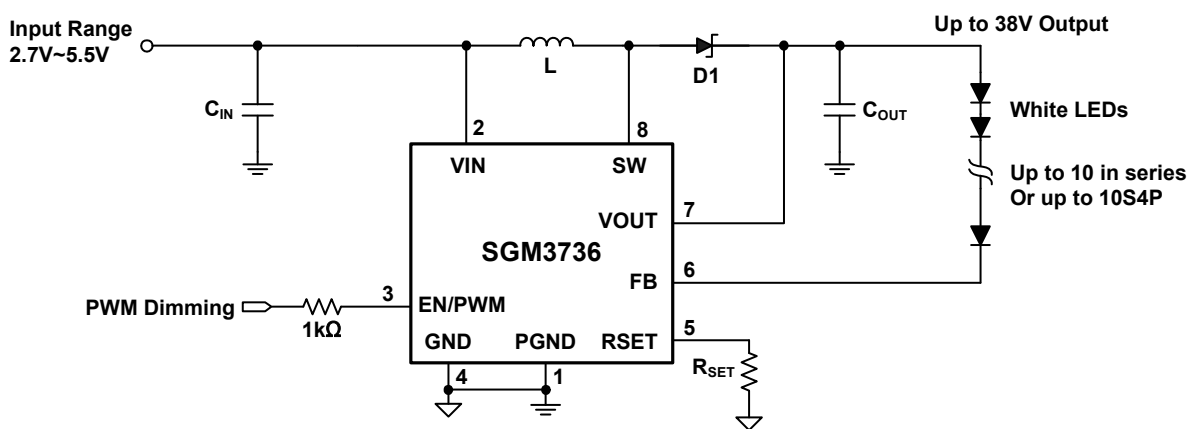 Input Range
2.7V~5.5V
Up to 38V Output
L
D1
CIN
COUT
White LEDs
2
8
VIN
SW
Up to 10 in series
Or up to 10S4P
7
VOUT
SGM3736
6
FB
3
PWM Dimming
EN/PWM
1kΩ
5
GND
PGND
RSET
RSET
4
1